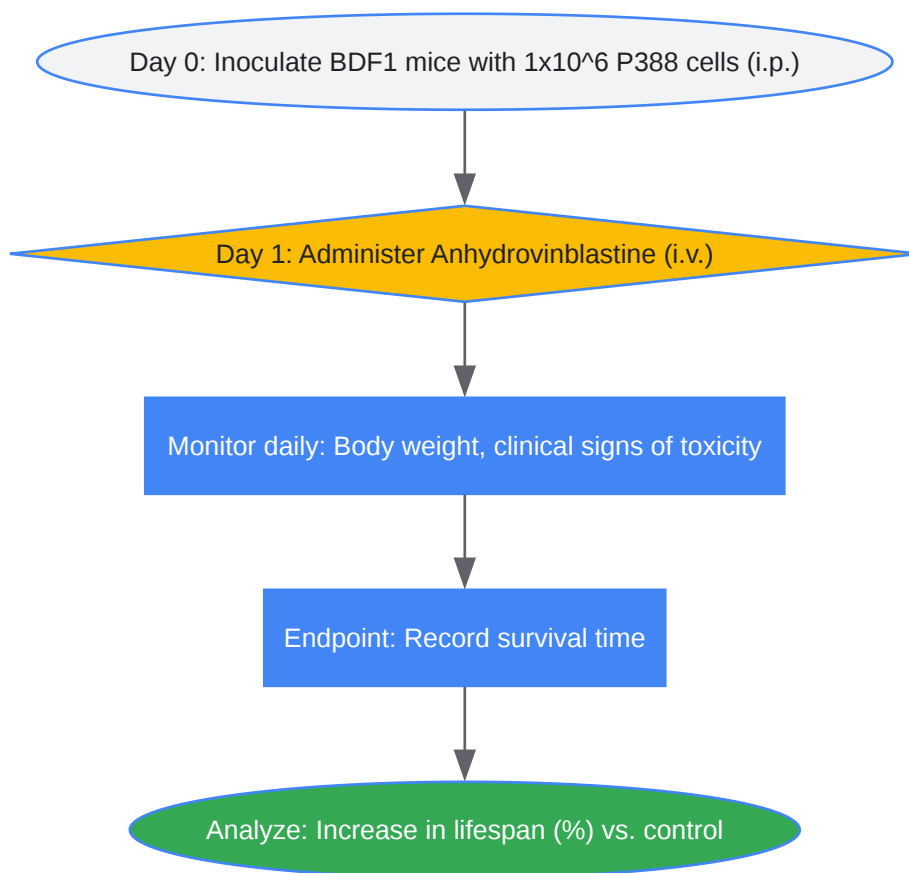 Day 0: Inoculate BDF1 mice with 1x10^6 P388 cells (i.p.)
Day 1: Administer Anhydrovinblastine (i.v.)
Monitor daily: Body weight, clinical signs of toxicity
Endpoint: Record survival time
Analyze: Increase in lifespan (%) vs. control